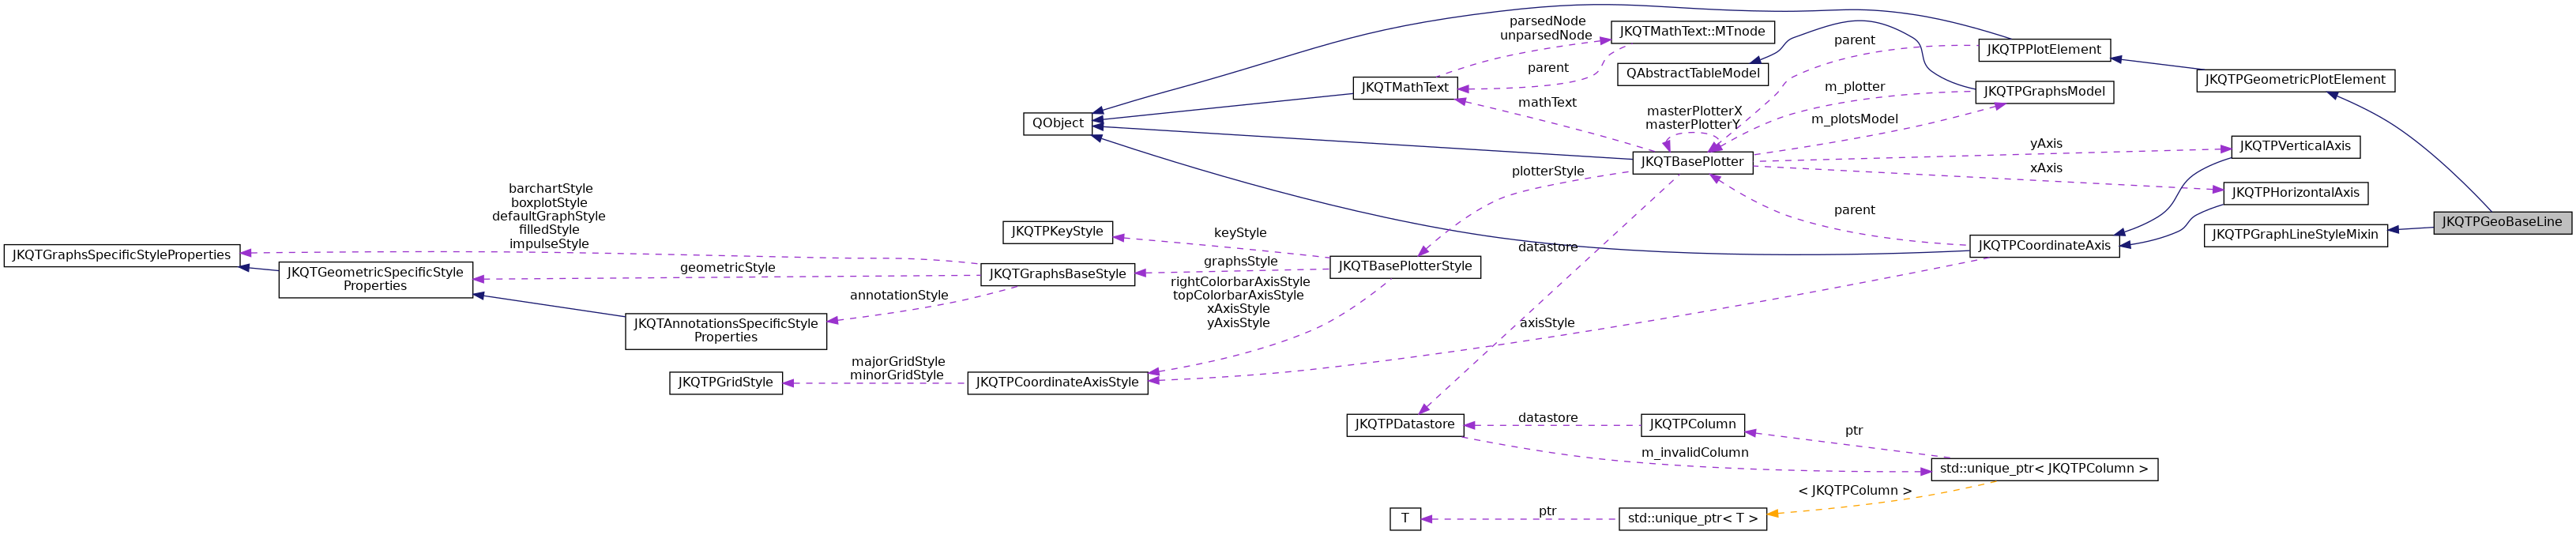 parsedNode
unparsedNode
JKQTMathText::MTnode
parent
JKQTPPlotElement
parent
QAbstractTableModel
JKQTPGeometricPlotElement
JKQTMathText
m_plotter
JKQTPGraphsModel
mathText
masterPlotterX
masterPlotterY
m_plotsModel
QObject
yAxis
JKQTPVerticalAxis
JKQTBasePlotter
xAxis
plotterStyle
JKQTPHorizontalAxis
barchartStyle
boxplotStyle
defaultGraphStyle
filledStyle
impulseStyle
parent
JKQTPGeoBaseLine
JKQTPKeyStyle
keyStyle
JKQTPGraphLineStyleMixin
datastore
JKQTPCoordinateAxis
JKQTGraphsSpecificStyleProperties
JKQTGeometricSpecificStyle
Properties
geometricStyle
JKQTGraphsBaseStyle
graphsStyle
JKQTBasePlotterStyle
annotationStyle
rightColorbarAxisStyle
topColorbarAxisStyle
xAxisStyle
yAxisStyle
JKQTAnnotationsSpecificStyle
Properties
axisStyle
JKQTPGridStyle
majorGridStyle
minorGridStyle
JKQTPCoordinateAxisStyle
JKQTPDatastore
datastore
JKQTPColumn
ptr
m_invalidColumn
std::unique_ptr< JKQTPColumn >
< JKQTPColumn >
T
ptr
std::unique_ptr< T >